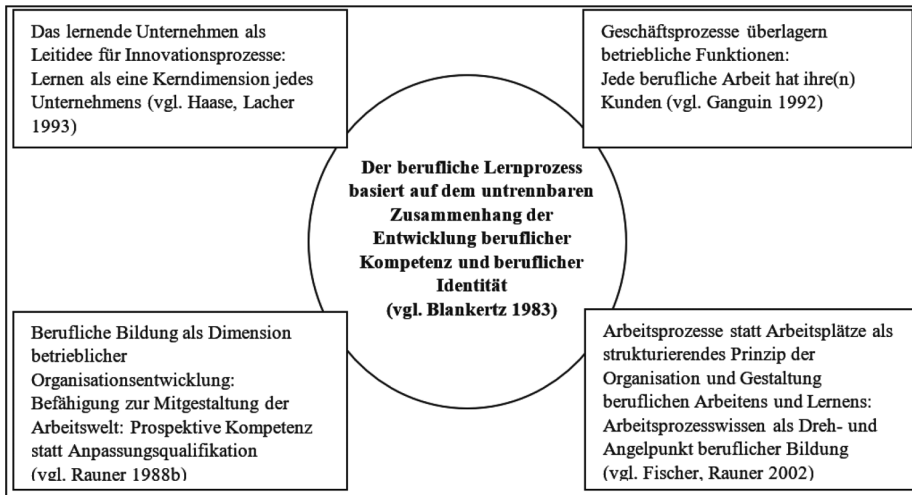 Das lernende Unternehmen als
Leitidee für Innovationsprozesse:
Lernen als eine Kerndimension jedes
Unternehmens (vgl. Haase, Lacher
1993)
Geschäftsprozesse überlagern
betriebliche Funktionen:
Jede berufliche Arbeit hat ihre(n)
Kunden (vgl. Ganguin 1992)
Der berufliche Lernprozess
basiert auf dem untrennbaren
Zusammenhang der
Entwicklung beruflicher
Kompetenz und beruflicher
Identität
(vgl. Blankertz 1983)
Berufliche Bildung als Dimension
betrieblicher
Organisationsentwicklung:
Befähigung zur Mitgestaltung der
Arbeitswelt: Prospektive Kompetenz
statt Anpassungsqualifikation
(vgl. Rauner 1988b)
Arbeitsprozesse statt Arbeitsplätze als
strukturierendes Prinzip der
Organisation und Gestaltung
beruflichen Arbeitens und Lernens:
Arbeitsprozesswissen als Dreh- und
Angelpunkt beruflicher Bildung
(vgl. Fischer, Rauner 2002)